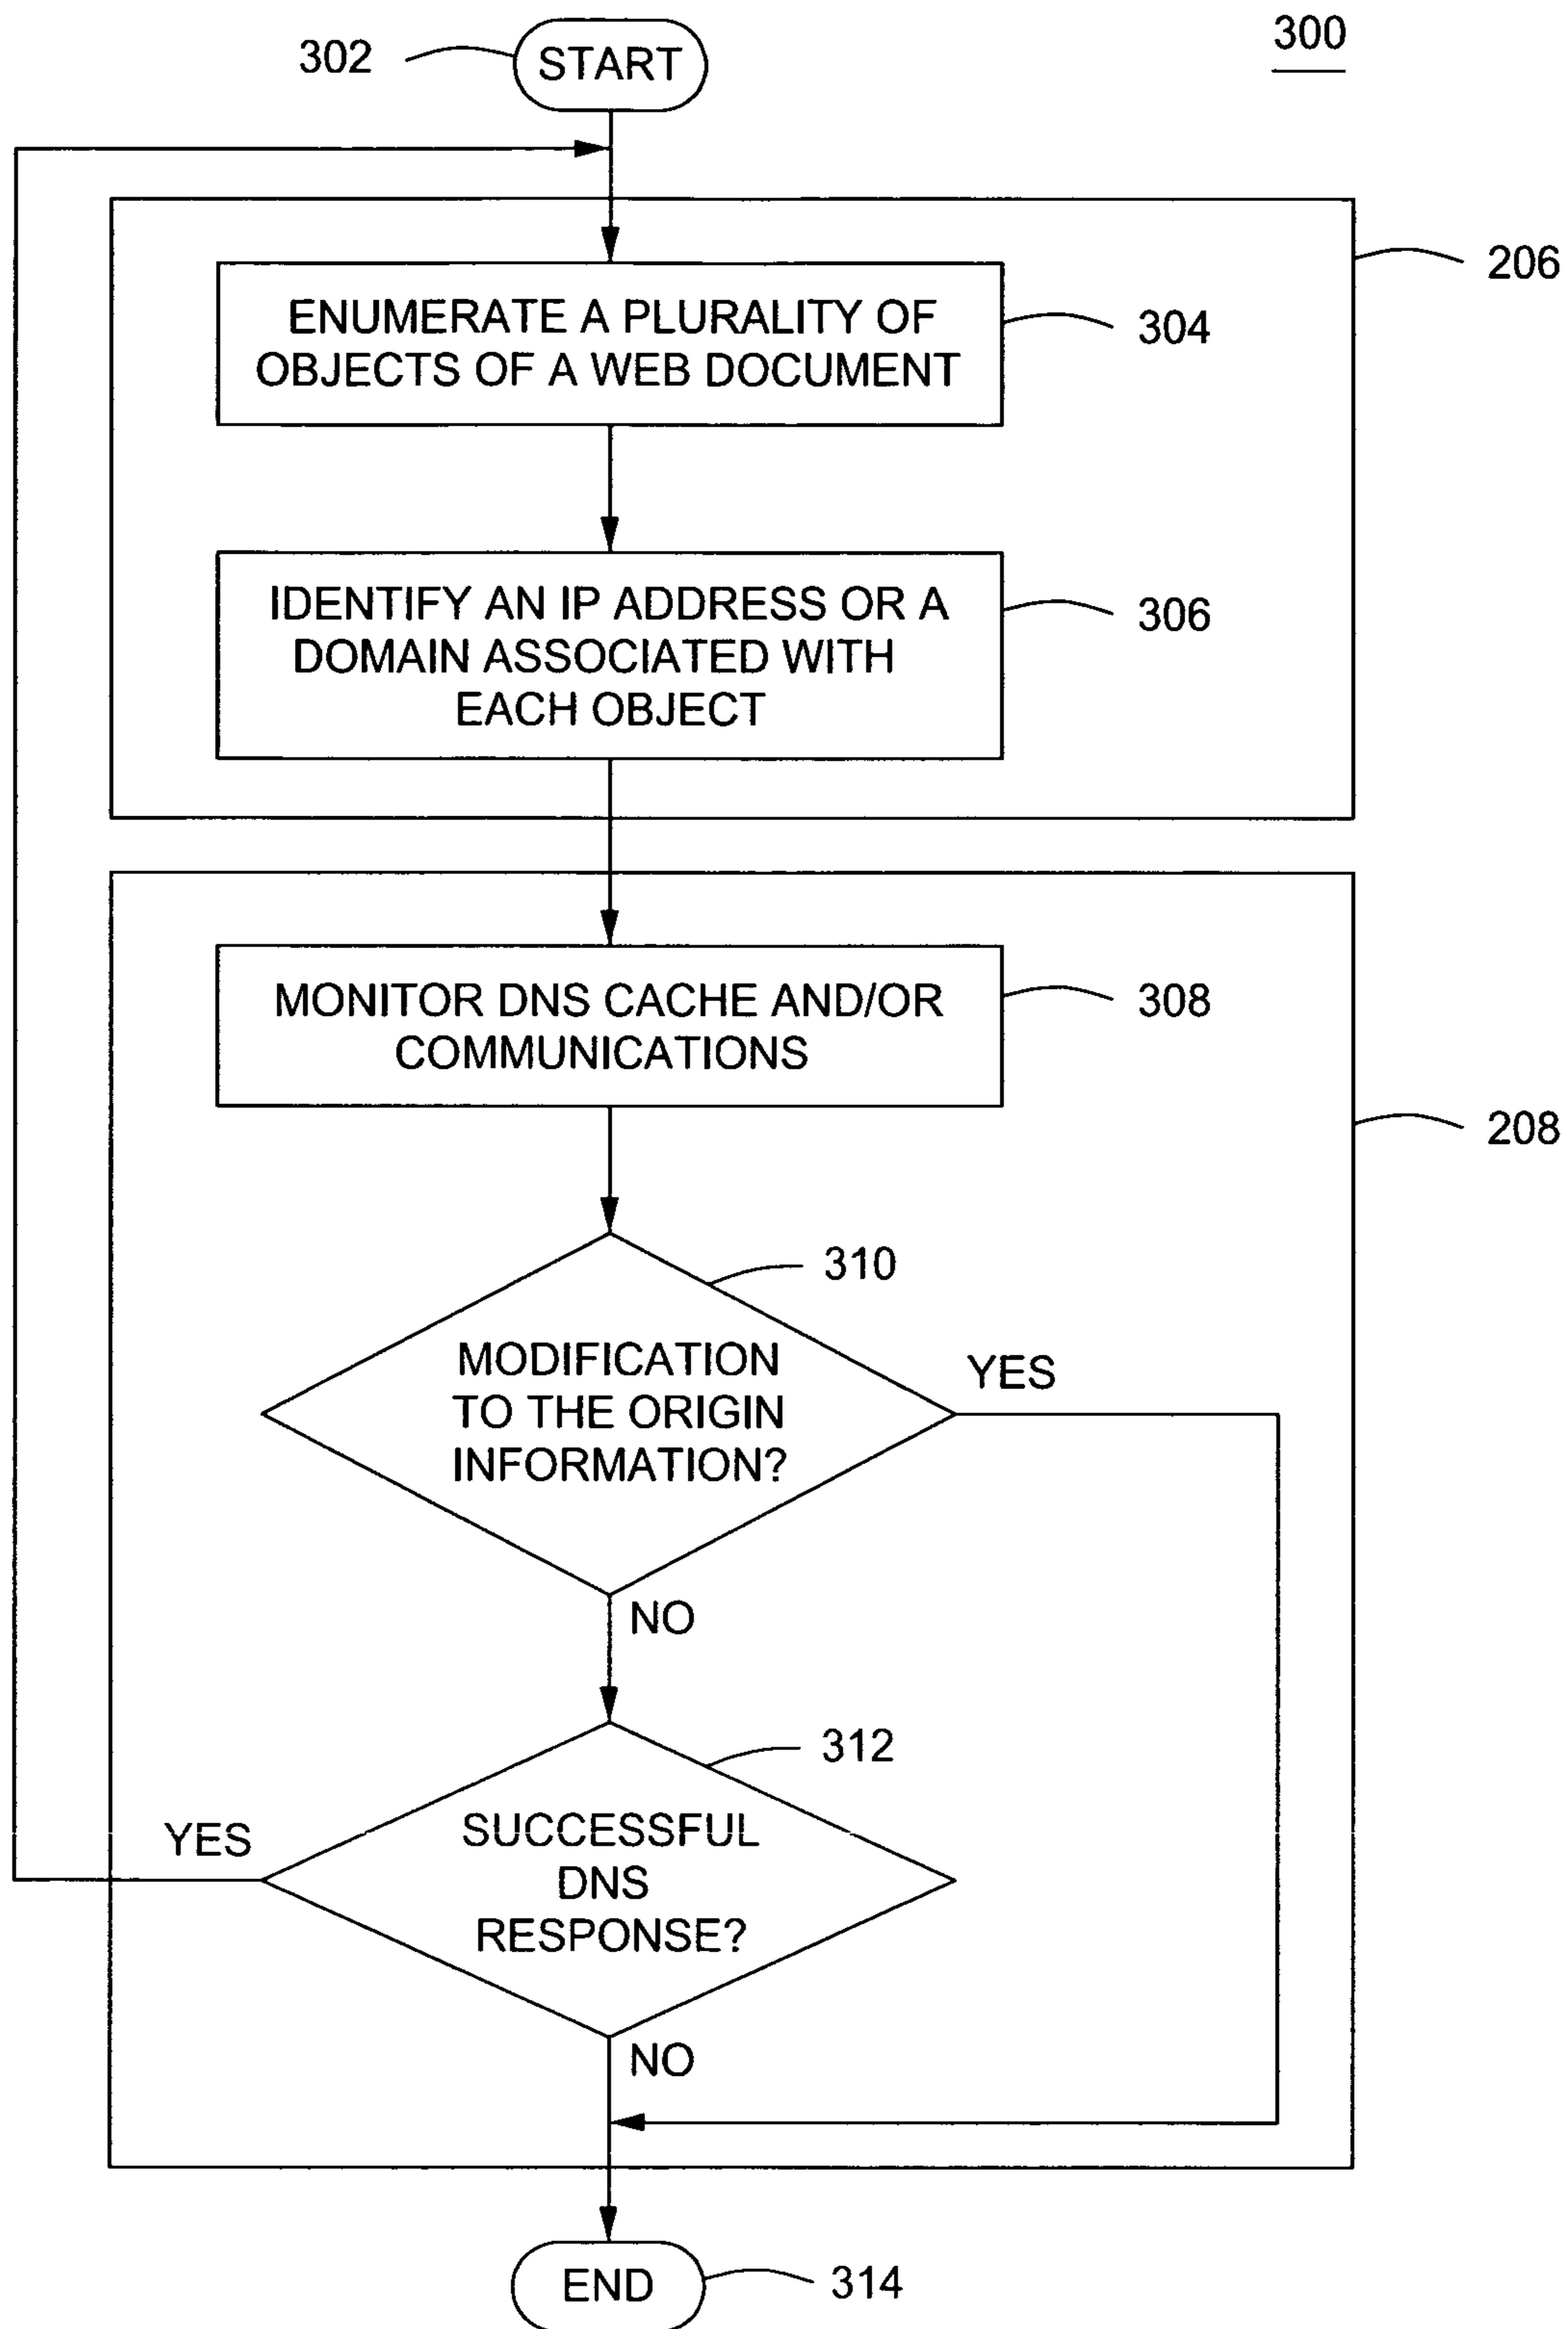 300
302
START
206
ENUMERATE A PLURALITY OF
OBJECTS OF A WEB DOCUMENT
304
IDENTIFY AN IP ADDRESS OR A
DOMAIN ASSOCIATED WITH
EACH OBJECT
306
MONITOR DNS CACHE AND/OR
COMMUNICATIONS
308
208
310
MODIFICATION
TO THE ORIGIN
INFORMATION?
YES
NO
312
SUCCESSFUL
DNS
RESPONSE?
YES
NO
END
314